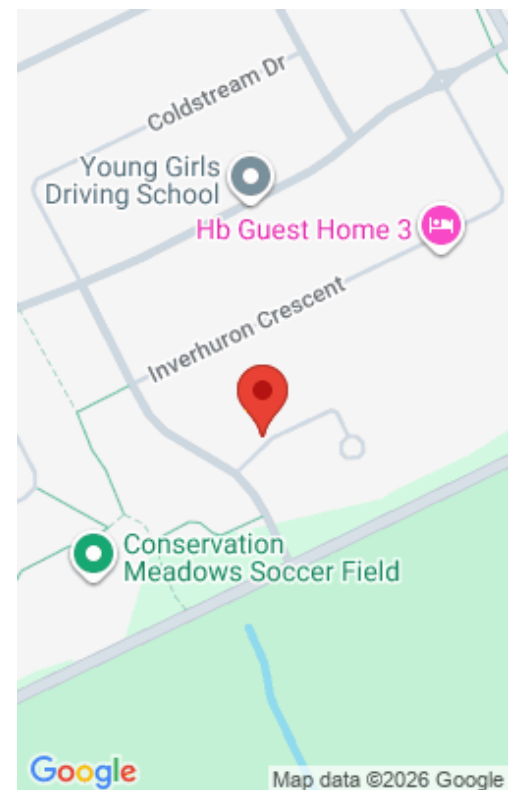 Coldstream Dr
Young Girls
Driving School
Hb Guest Home 3
Inverhuron Crescent
Conservation
Meadows Soccer Field
Google
Map data ©2026 Google